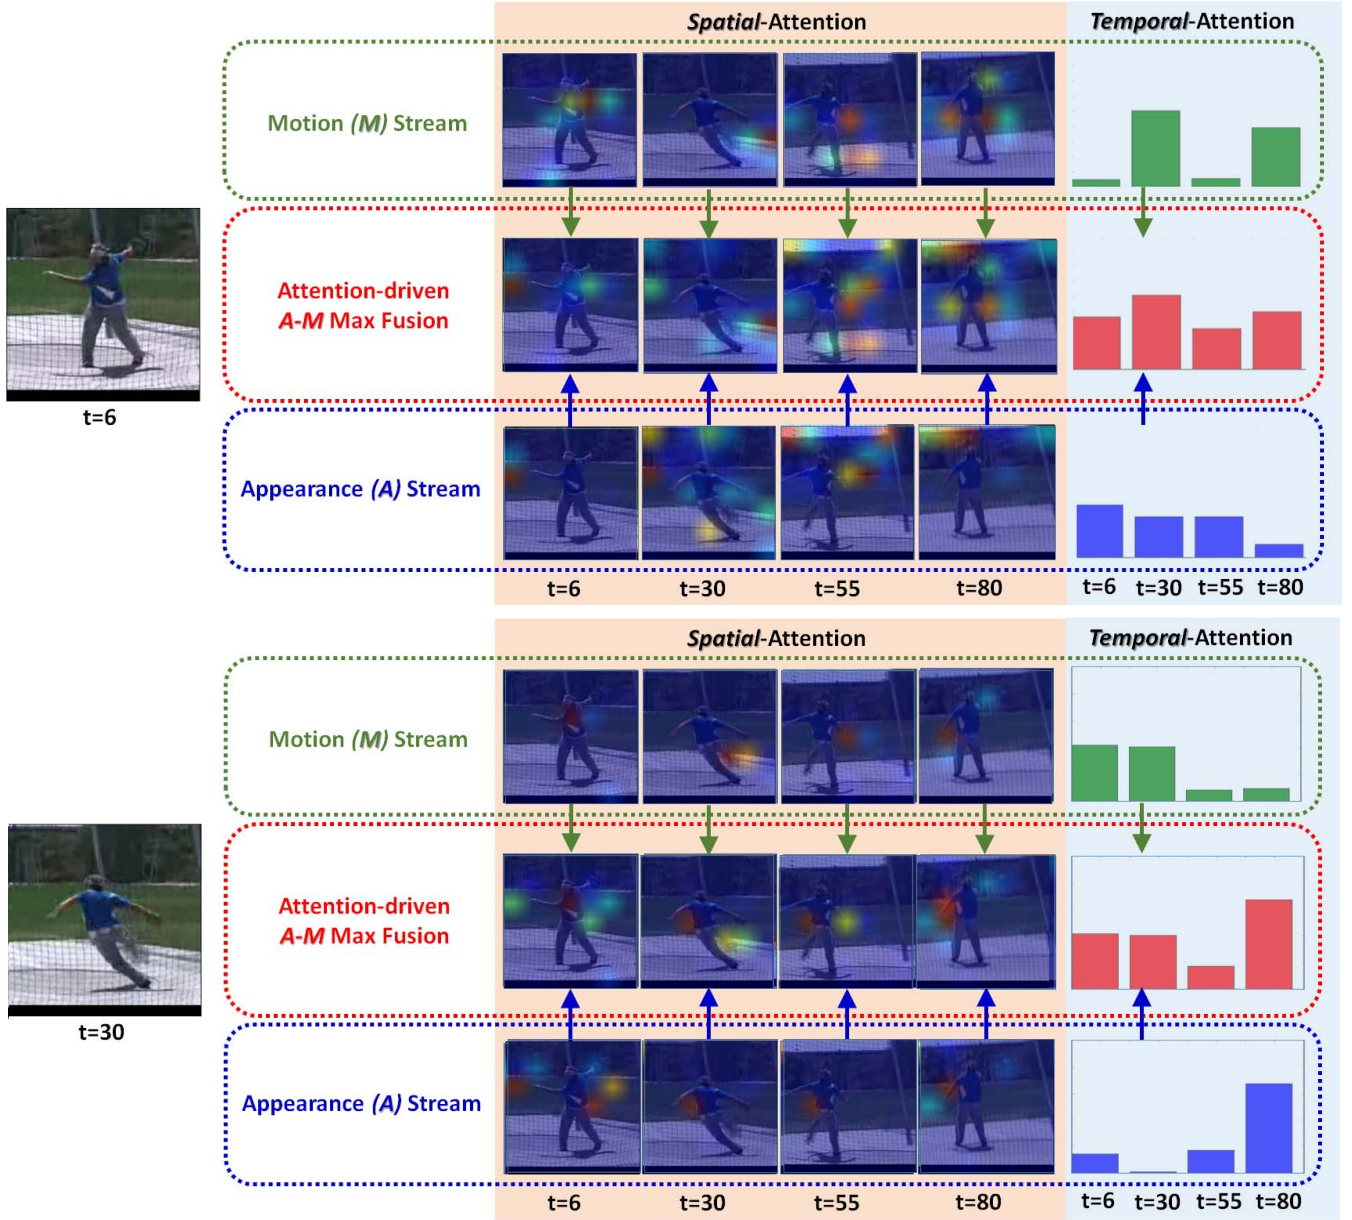 Spatial-Attention
Temporal-Attention
Motion (M) Stream
Attention-driven
A-M Max Fusion
t=6
Appearance (A) Stream
t=6 t=30 t=55 t=80
t=6 t=30 t=55 t=80
Spatial-Attention
Temporal-Attention
Motion (M) Stream
Attention-driven
A-M Max Fusion
t=30
Appearance (A) Stream
t=6 t=30 t=55 t=80
t=6 t=30 t=55 t=80